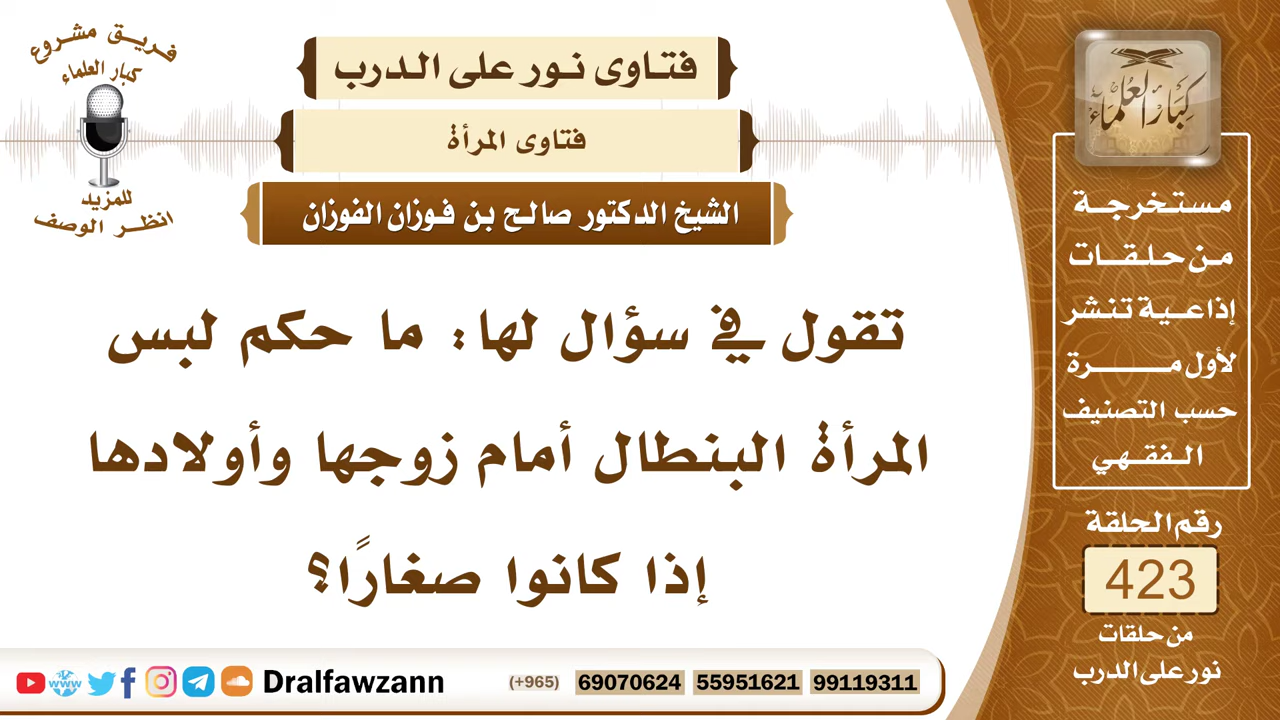 فريق مشروع
كبار العلماء
للمزيد
انظر الوصف
فتاوى نور على الدرب
فتاوى المرأة
الشيخ الدكتور صالح بن فوزان الفوزان
تقول في سؤال لها: ما حكم لبس
المرأة البنطال أمام زوجها وأولادها
إذا كانوا صغارًا؟
كبار العلماء
مستخرجة
من حلقات
إذاعية تنشر
لأول مرة
حسب التصنيف
الفقهي
رقم الحلقة
423
من حلقات
نور على الدرب
Dralfawzann (+965) 69070624 55951621 99119311